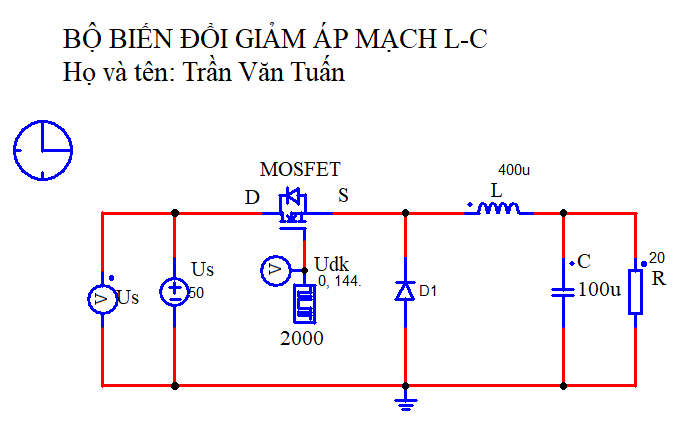 BỘ BIẾN ĐỔI GIẢM ÁP MẠCH L-C
Họ và tên: Trần Văn Tuấn
MOSFET
400u
D
S
L
V
Udk
0, 144.
Us
50
V
Us
2000
D1
C
100u
20
R